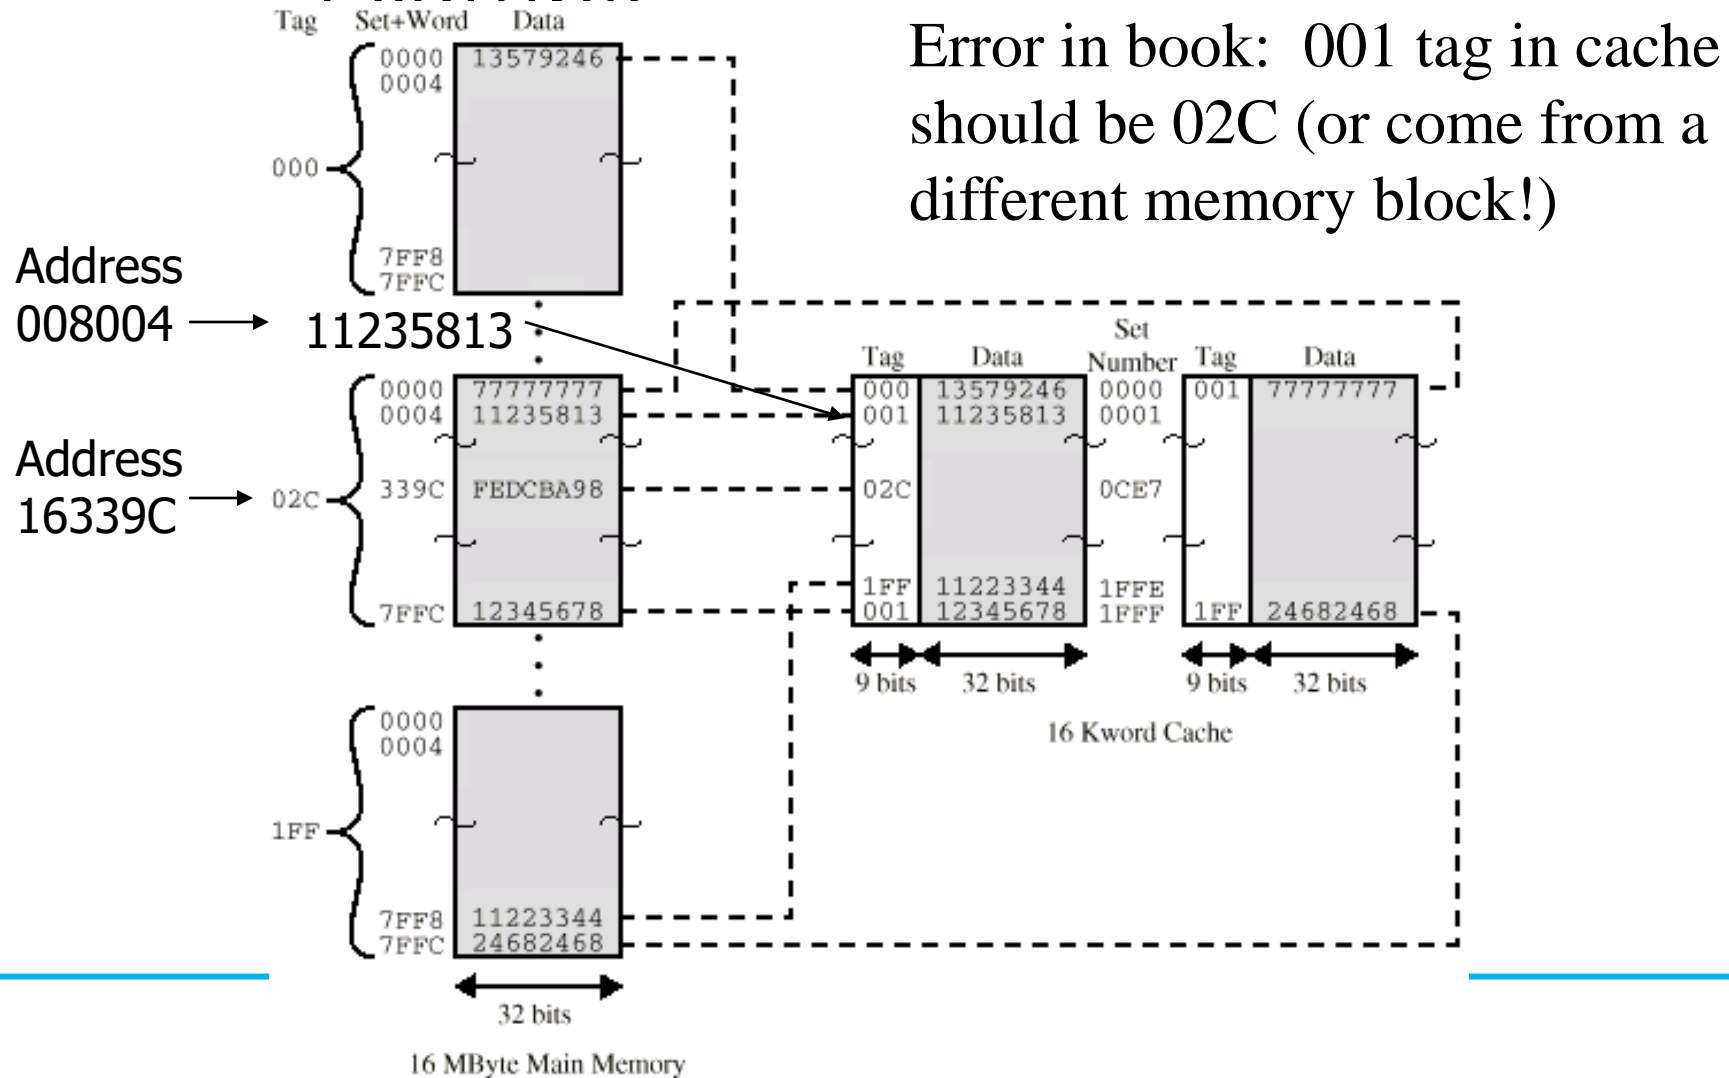 Tag Set+Word Data
Error in book: 001 tag in cache
should be 02C (or come from a
different memory block!)
0000 13579246
0004
000
7FF8
7FFC
Address
008004
11235813
0000 77777777
0004 11235813
Address
16339C
02C
339C FEDCBA98
7FFC 12345678
Set
Tag Data Number Tag Data
000 13579246 0000 001 77777777
001 11235813 0001
02C 0CE7
1FF 11223344 1FFE
001 12345678 1FFF 1FF 24682468
9 bits 32 bits 9 bits 32 bits
16 Kword Cache
0000
0004
1FF
7FF8 11223344
7FFC 24682468
32 bits
16 MByte Main Memory